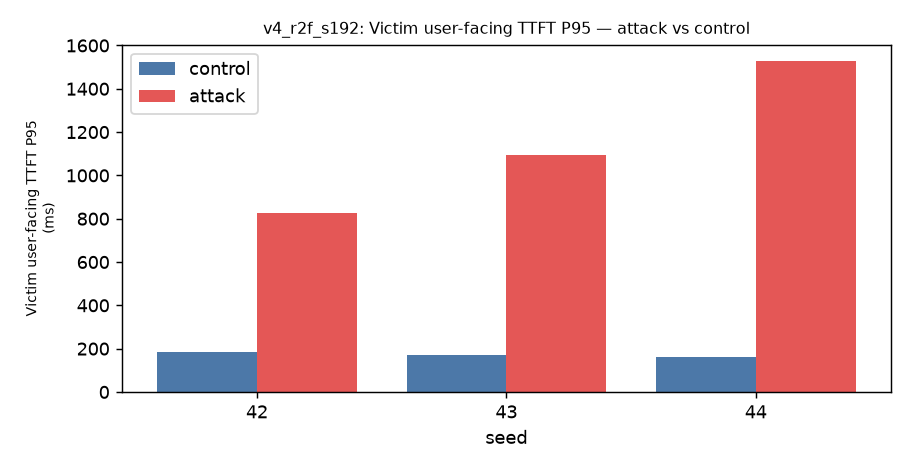 v4_r2f_s192: Victim user-facing TTFT P95 — attack vs control
control
attack
Victim user-facing TTFT P95
(ms)
1600
1400
1200
1000
800
600
400
200
0
42
43
44
seed